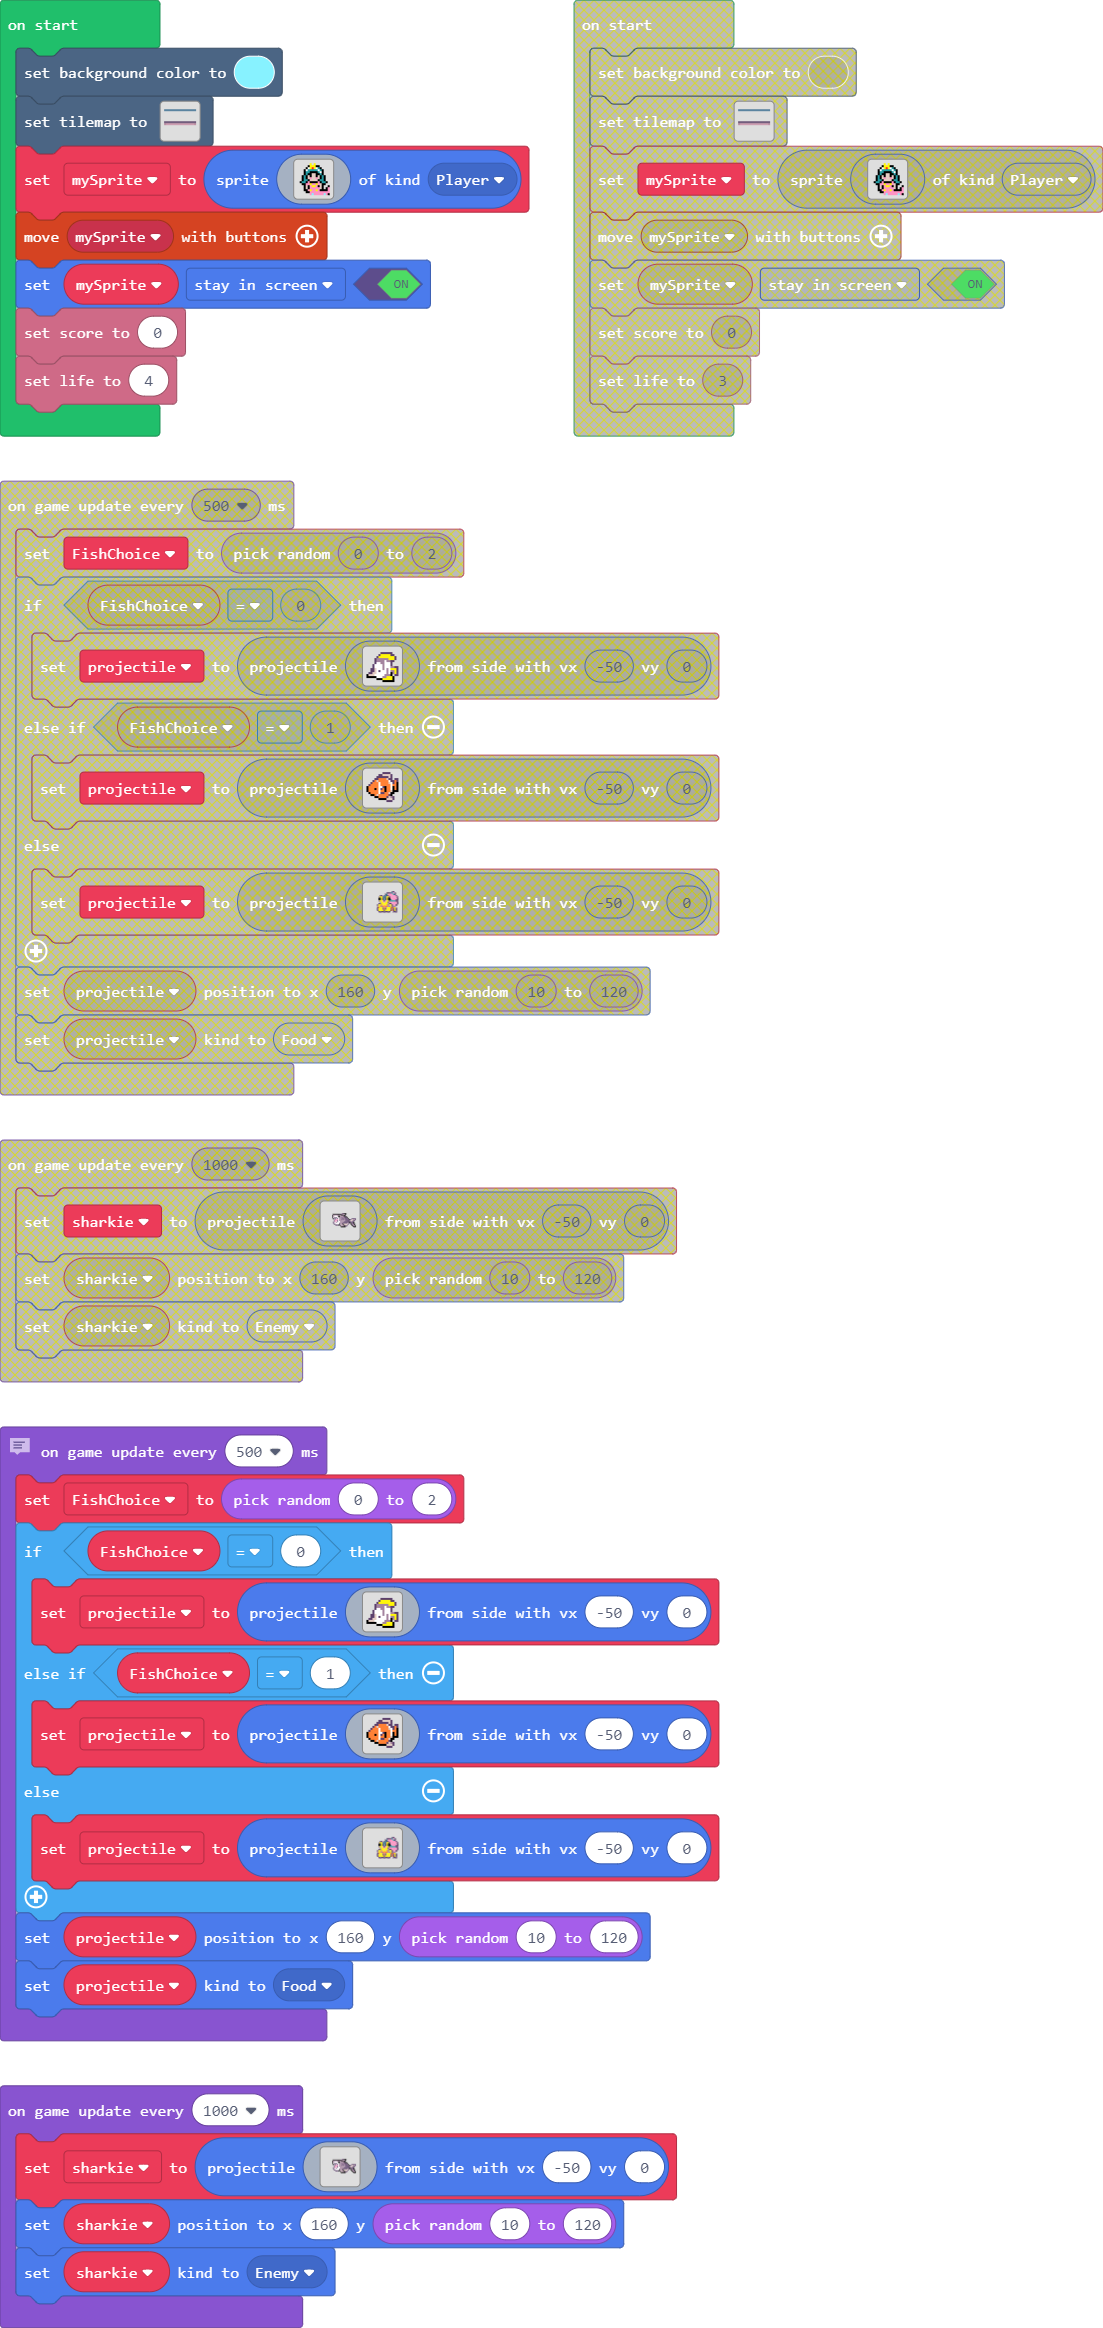 on start
set background color to
set tilemap to
set mySprite to sprite of kind Player
move mySprite with buttons
set mySprite stay in screen ON
set score to 0
set life to 4
on start
set background color to
set tilemap to
set mySprite to sprite of kind Player
move mySprite with buttons
set mySprite stay in screen ON
set score to 0
set life to 3
on game update every 500 ms
set FishChoice to pick random 0 to 2
if FishChoice = 0 then
set projectile to projectile from side with vx -50 vy 0
else if FishChoice = 1 then
set projectile to projectile from side with vx -50 vy 0
else
set projectile to projectile from side with vx -50 vy 0
set projectile position to x 160 y pick random 10 to 120
set projectile kind to Food
on game update every 1000 ms
set sharkie to projectile from side with vx -50 vy 0
set sharkie position to x 160 y pick random 10 to 120
set sharkie kind to Enemy
on game update every 500 ms
set FishChoice to pick random 0 to 2
if FishChoice = 0 then
set projectile to projectile from side with vx -50 vy 0
else if FishChoice = 1 then
set projectile to projectile from side with vx -50 vy 0
else
set projectile to projectile from side with vx -50 vy 0
set projectile position to x 160 y pick random 10 to 120
set projectile kind to Food
on game update every 1000 ms
set sharkie to projectile from side with vx -50 vy 0
set sharkie position to x 160 y pick random 10 to 120
set sharkie kind to Enemy